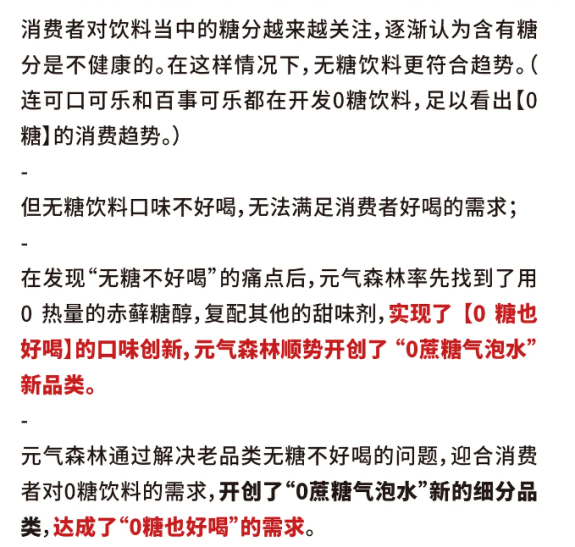 消费者对饮料当中的糖分越来越关注，逐渐认为含有糖
分是不健康的。在这样情况下，无糖饮料更符合趋势。（
连可口可乐和百事可乐都在开发0糖饮料，足以看出【0
糖】的消费趋势。）
-
但无糖饮料口味不好喝，无法满足消费者好喝的需求；
-
在发现“无糖不好喝”的痛点后，元气森林率先找到了用
0 热量的赤藓糖醇，复配其他的甜味剂，实现了【0 糖也
好喝】的口味创新，元气森林顺势开创了 “0蔗糖气泡水”
新品类。
-
元气森林通过解决老品类无糖不好喝的问题，迎合消费
者对0糖饮料的需求，开创了“0蔗糖气泡水”新的细分品
类，达成了“0糖也好喝”的需求。